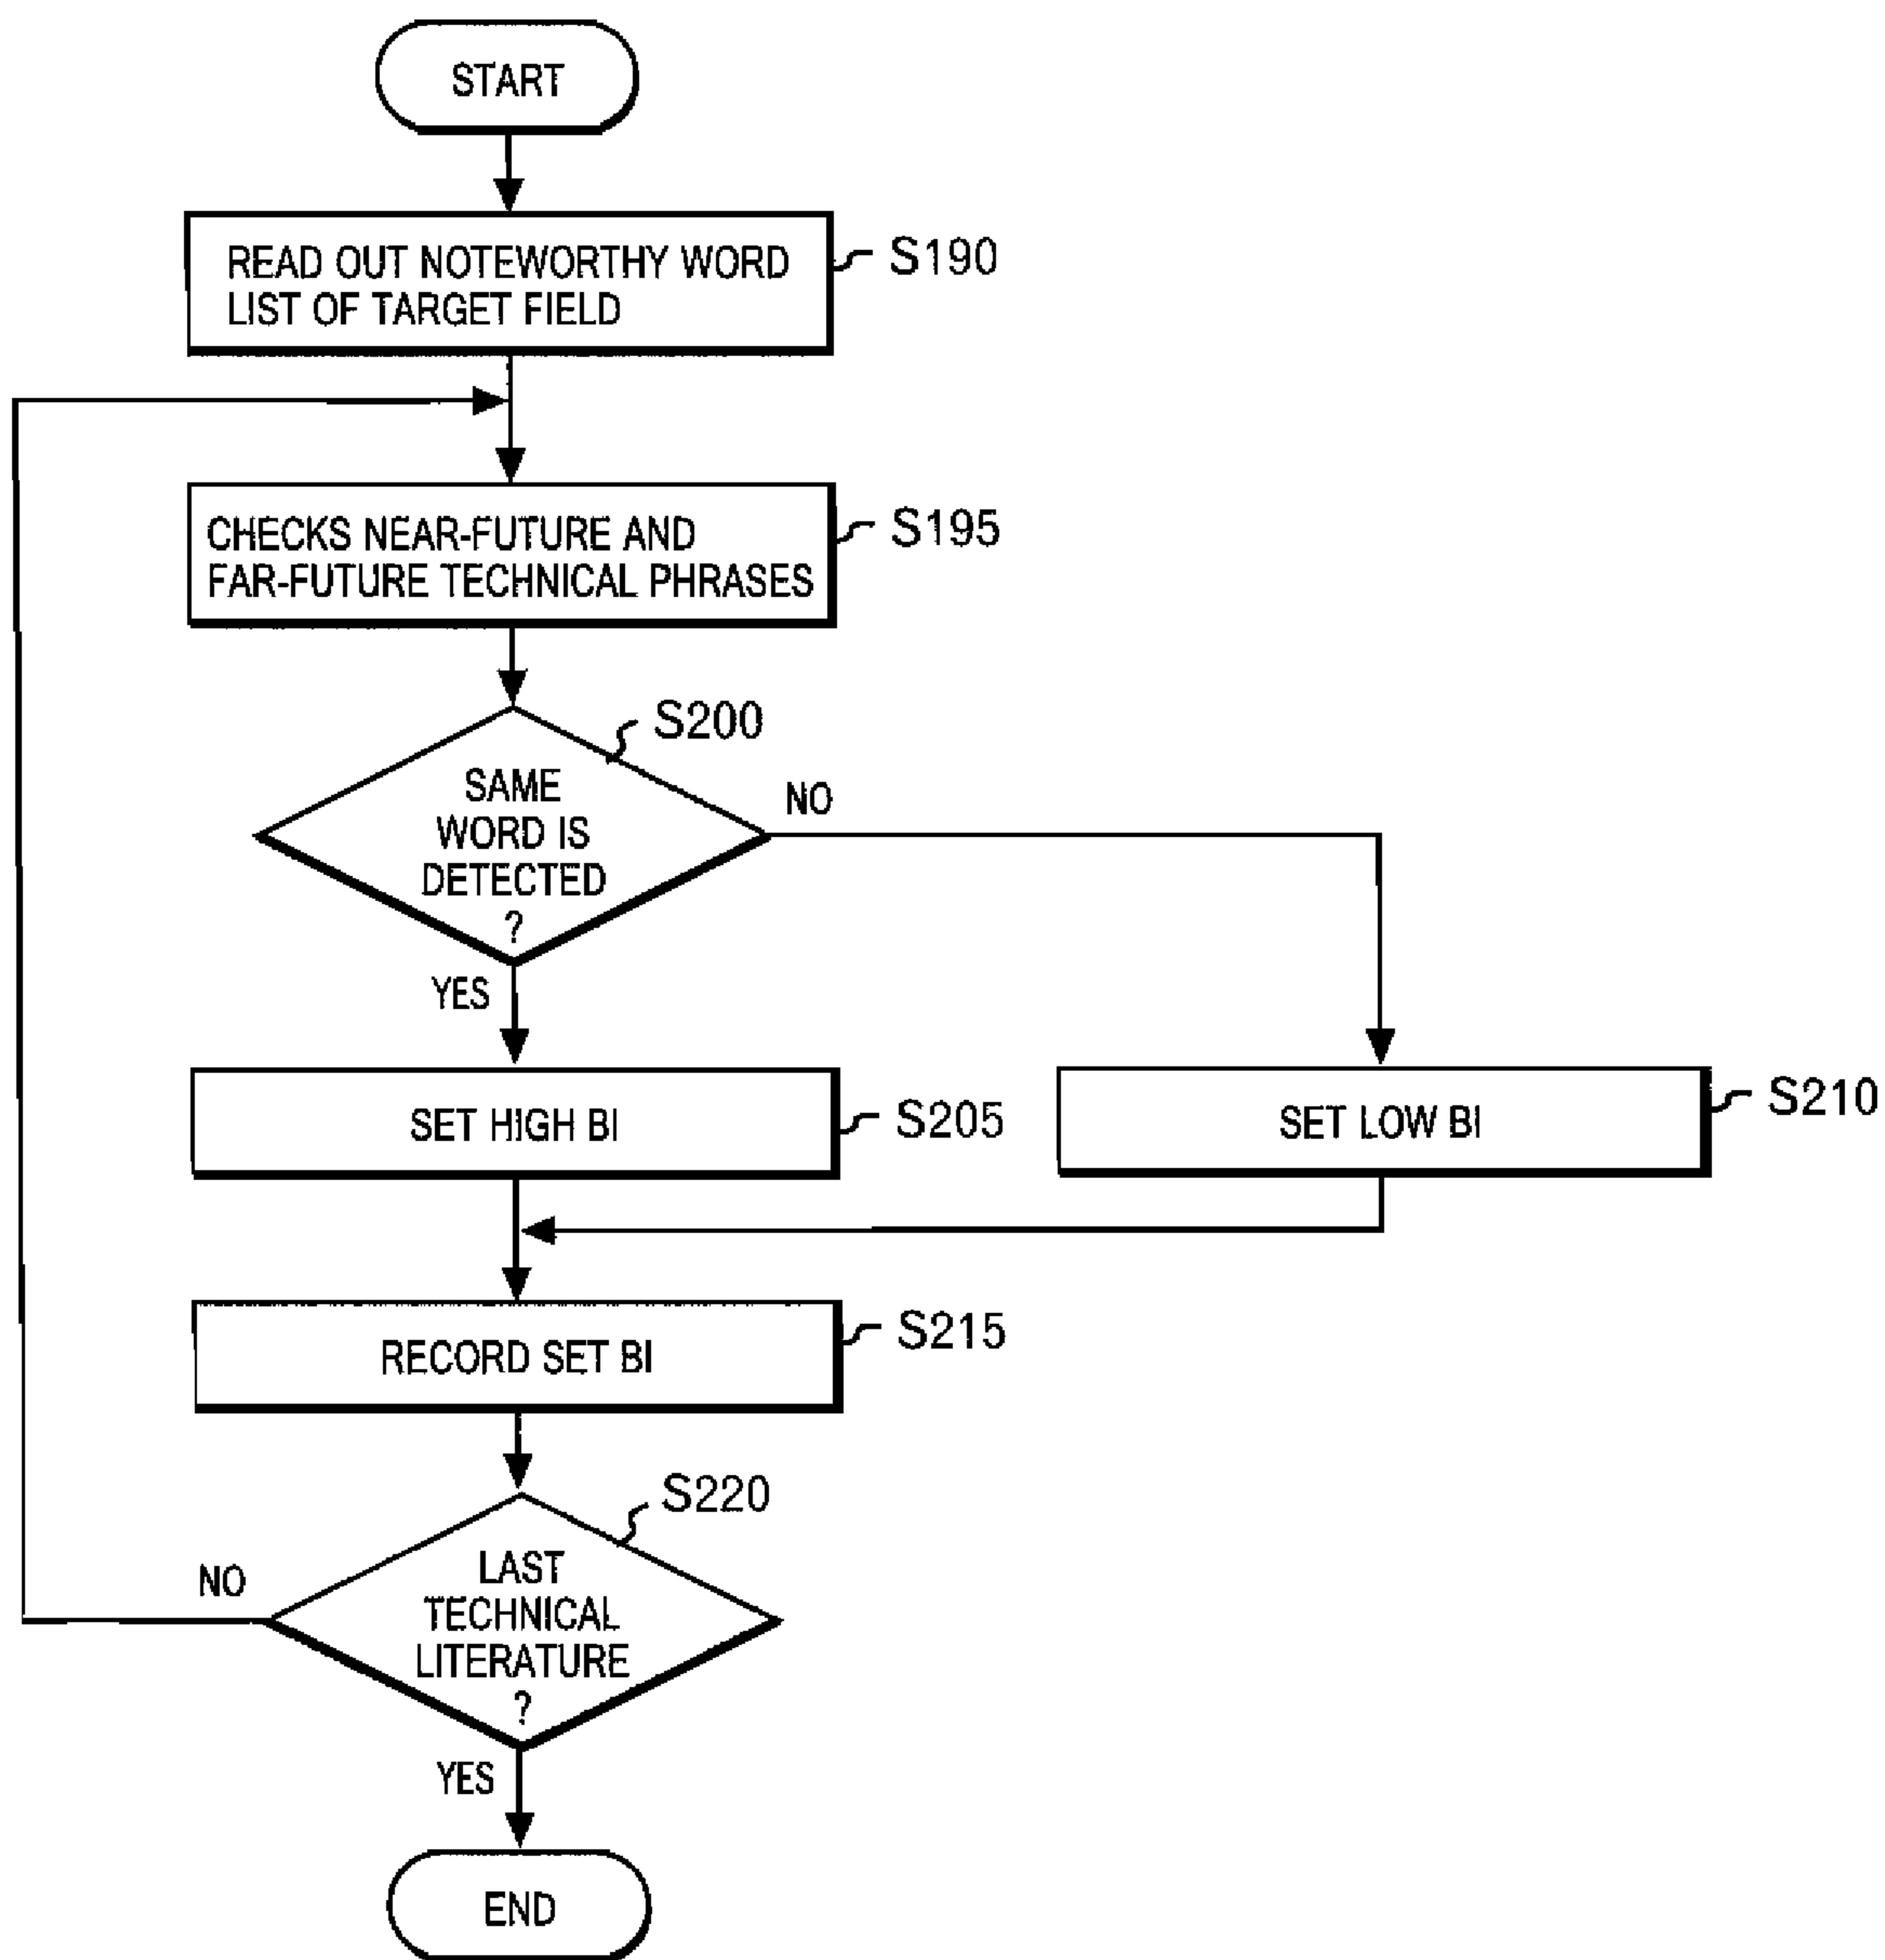 START
READ OUT NOTEWORTHY WORD
LIST OF TARGET FIELD
S190
CHECKS NEAR-FUTURE AND
FAR-FUTURE TECHNICAL PHRASES
S195
S200
SAME
WORD IS
DETECTED
?
NO
YES
SET HIGH BI
S205
SET LOW BI
S210
RECORD SET BI
S215
S220
LAST
TECHNICAL
LITERATURE
?
NO
YES
END